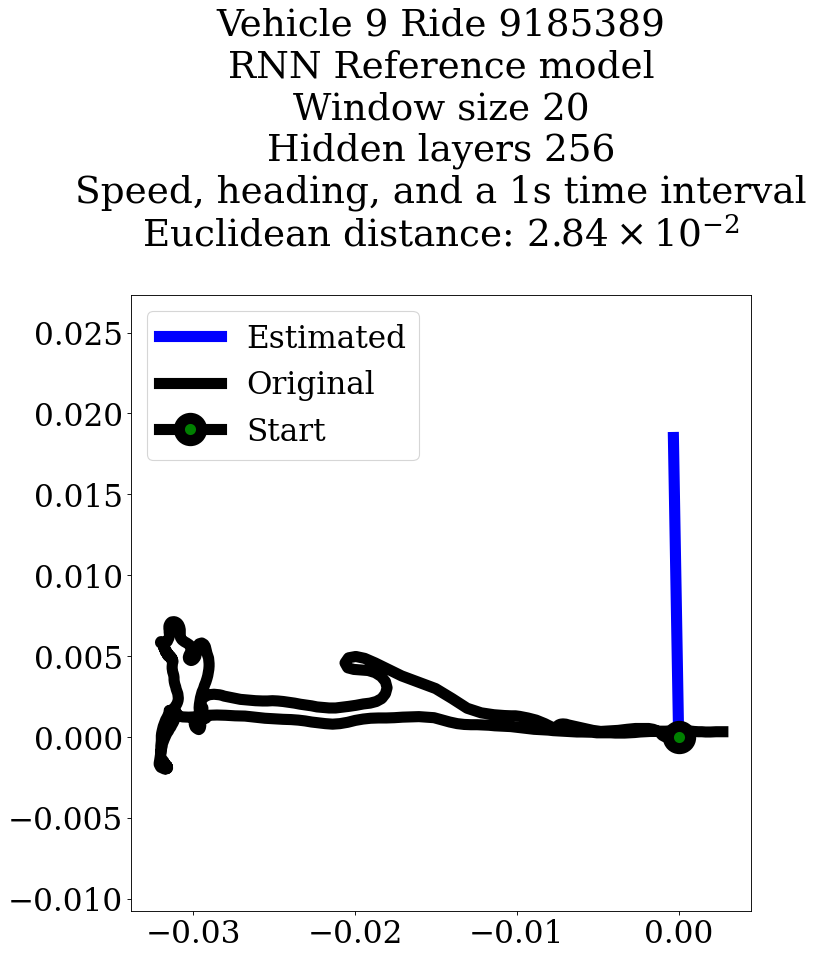 Vehicle 9 Ride 9185389
RNN Reference model
Window size 20
Hidden layers 256
Speed, heading, and a 1s time interval
Euclidean distance: 2.84 × 10⁻²
Estimated
Original
Start
0.025
0.020
0.015
0.010
0.005
0.000
−0.005
−0.010
−0.03 −0.02 −0.01 0.00